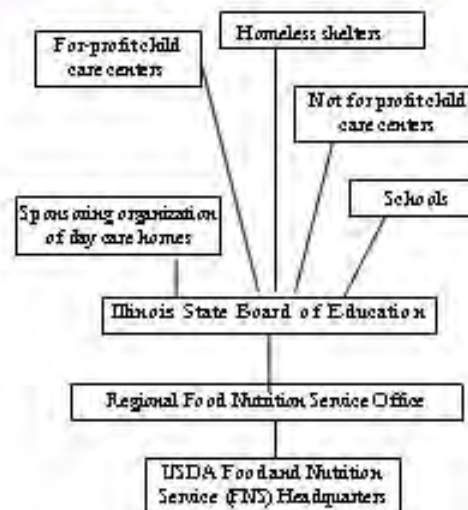 Homeless shelters
For-profit child
care centers
Not for profit child
care centers
Schools
Sponsoring organization
of day care homes
Illinois State Board of Education
Regional Food Nutrition Service Office
USDA Food and Nutrition
Service (FNS) Headquarters